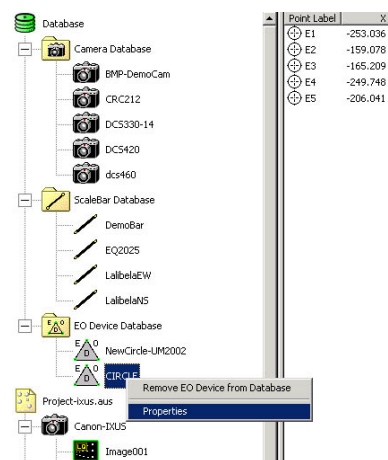 Database
Camera Database
BMP-DemoCam
CRC212
DCS330-14
DCS420
dcs460
ScaleBar Database
DemoBar
EQ2025
LalibelaEW
LalibelaNS
EO Device Database
E O D
NewCircle-UM2002
E O D
CIRCLE
Remove EO Device from Database
Properties
Project-ixus.aus
Canon-IXUS
Image001
Point Label X
E1 -253.036
E2 -159.078
E3 -165.209
E4 -249.748
E5 -206.041